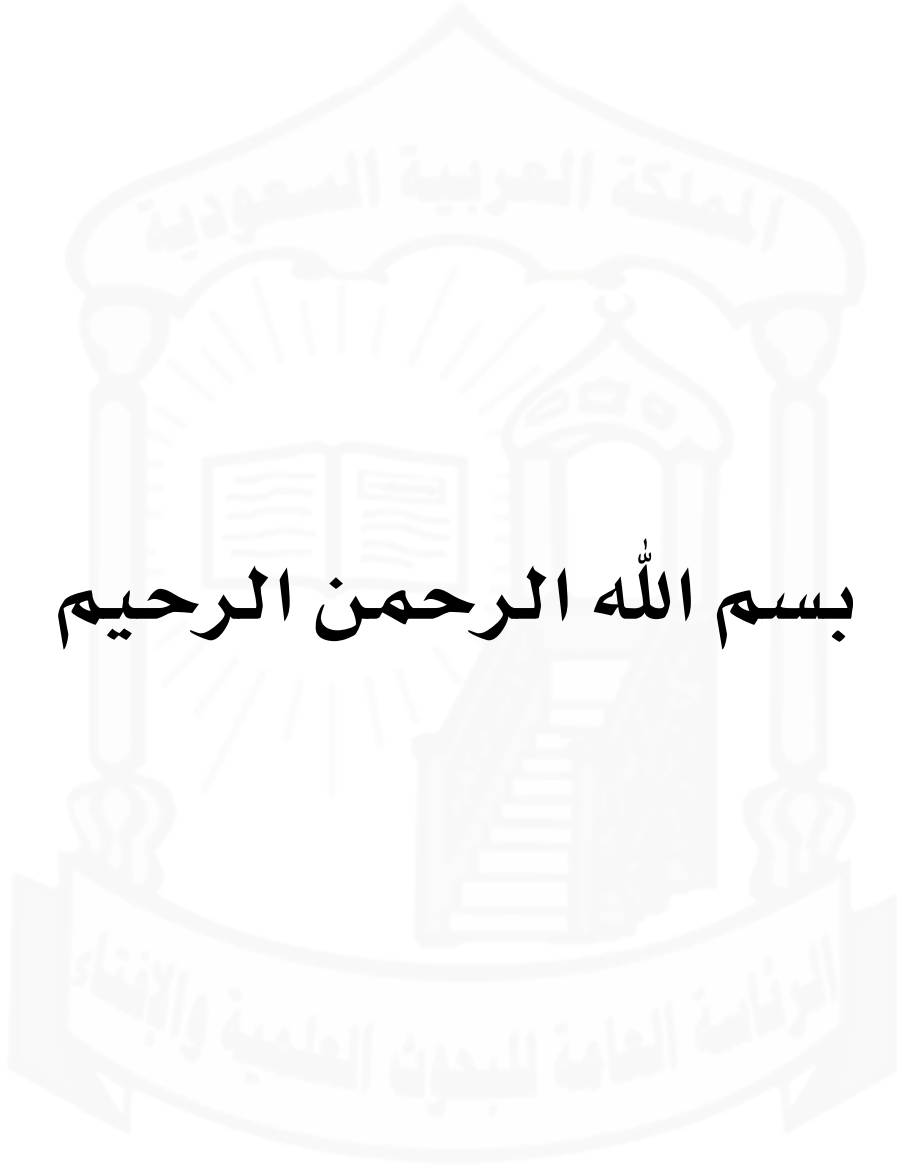 المملكة العربية السعودية
بسم الله الرحمن الرحيم
الرئاسة العامة للبحوث العلمية والإفتاء